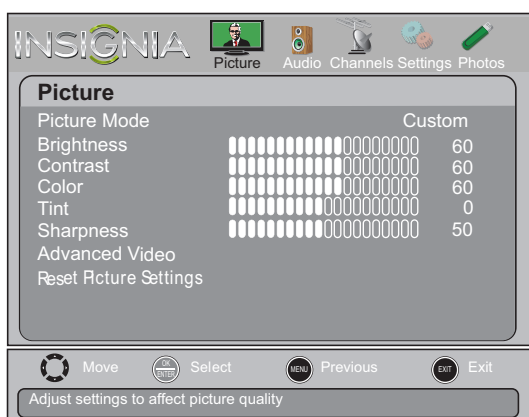 INSIGNIA
Picture Audio Channels Settings Photos
Picture
Picture Mode Custom
Brightness 60
Contrast 60
Color 60
Tint 0
Sharpness 50
Advanced Video
Reset Picture Settings
Move OK ENTER Select MENU Previous EXIT Exit
Adjust settings to affect picture quality